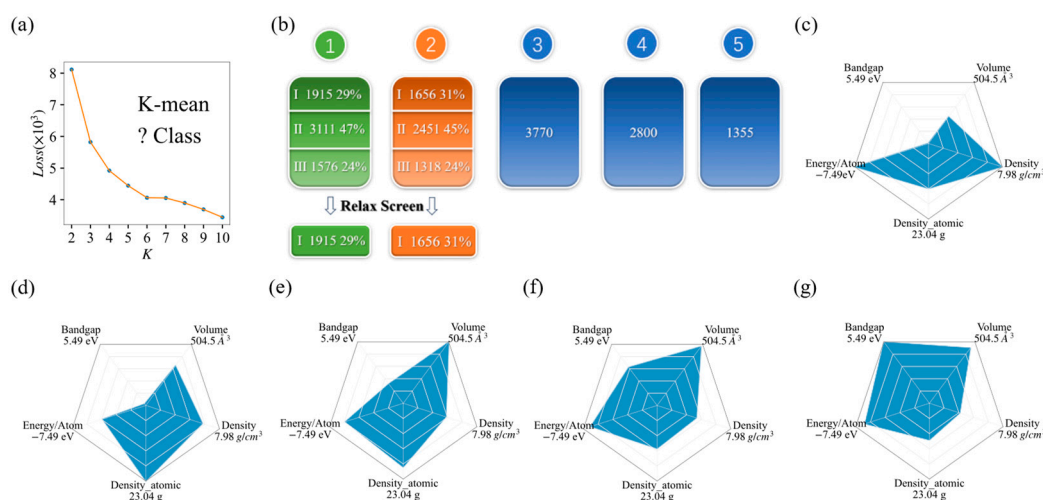 (a)
8
7
6
5
4
Loss(×10³)
K-mean
? Class
2 3 4 5 6 7 8 9 10
K
(b)
1 2 3 4 5
I 1915 29%
II 3111 47%
III 1576 24%
I 1656 31%
II 2451 45%
III 1318 24%
3770
2800
1355
Relax Screen
I 1915 29%
I 1656 31%
(c)
Bandgap
5.49 eV
Volume
504.5 Å³
Energy/Atom
−7.49eV
Density
7.98 g/cm³
Density_atomic
23.04 g
(d)
Bandgap
5.49 eV
Volume
504.5 Å³
Energy/Atom
−7.49 eV
Density
7.98 g/cm³
Density_atomic
23.04 g
(e)
Bandgap
5.49 eV
Volume
504.5 Å³
Energy/Atom
−7.49 eV
Density
7.98 g/cm³
Density_atomic
23.04 g
(f)
Bandgap
5.49 eV
Volume
504.5 Å³
Energy/Atom
−7.49 eV
Density
7.98 g/cm³
Density_atomic
23.04 g
(g)
Bandgap
5.49 eV
Volume
504.5 Å³
Energy/Atom
−7.49 eV
Density
7.98 g/cm³
Density_atomic
23.04 g